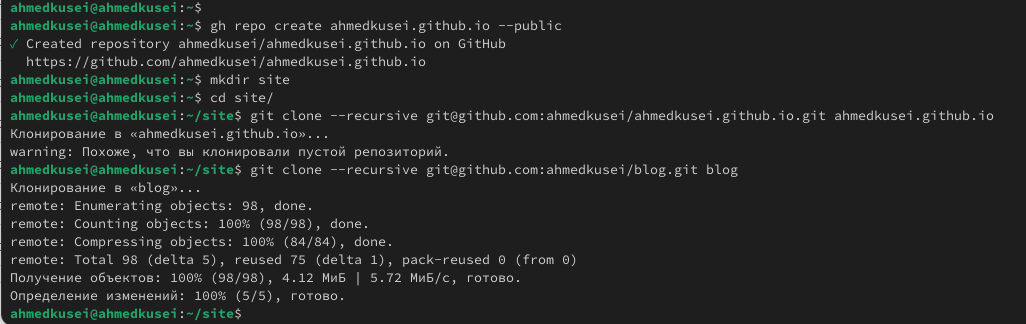 ahmedkusei@ahmedkusei:~$
ahmedkusei@ahmedkusei:~$ gh repo create ahmedkusei.github.io --public
✓ Created repository ahmedkusei/ahmedkusei.github.io on GitHub
  https://github.com/ahmedkusei/ahmedkusei.github.io
ahmedkusei@ahmedkusei:~$ mkdir site
ahmedkusei@ahmedkusei:~$ cd site/
ahmedkusei@ahmedkusei:~/site$ git clone --recursive git@github.com:ahmedkusei/ahmedkusei.github.io.git ahmedkusei.github.io
Клонирование в «ahmedkusei.github.io»...
warning: Похоже, что вы клонировали пустой репозиторий.
ahmedkusei@ahmedkusei:~/site$ git clone --recursive git@github.com:ahmedkusei/blog.git blog
Клонирование в «blog»...
remote: Enumerating objects: 98, done.
remote: Counting objects: 100% (98/98), done.
remote: Compressing objects: 100% (84/84), done.
remote: Total 98 (delta 5), reused 75 (delta 1), pack-reused 0 (from 0)
Получение объектов: 100% (98/98), 4.12 МиБ | 5.72 МиБ/с, готово.
Определение изменений: 100% (5/5), готово.
ahmedkusei@ahmedkusei:~/site$